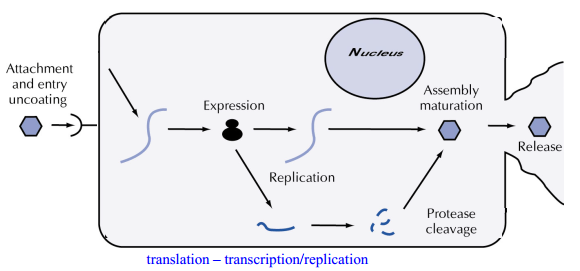 Nucleus
Attachment
and entry
uncoating
Expression
Assembly
maturation
Release
Replication
Protease
cleavage
translation – transcription/replication